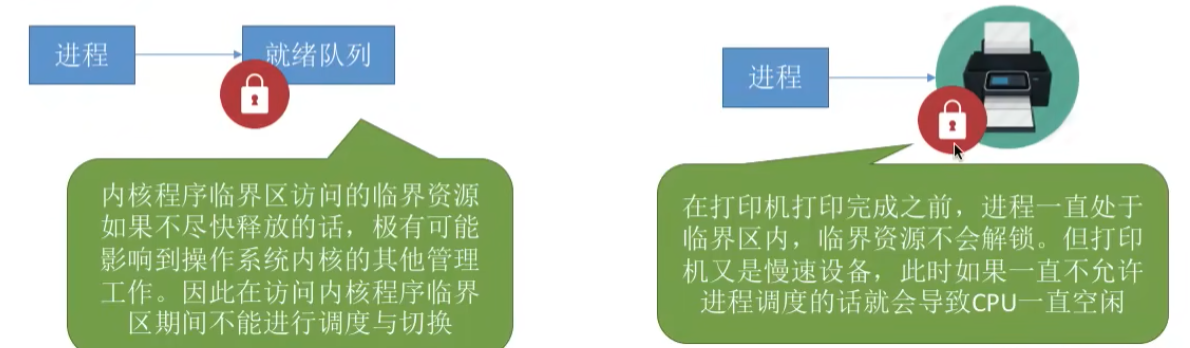 进程
就绪队列
内核程序临界区访问的临界资源
如果不尽快释放的话，极有可能
影响到操作系统内核的其他管理
工作。因此在访问内核程序临界
区期间不能进行调度与切换
进程
在打印机打印完成之前，进程一直处于
临界区内，临界资源不会解锁。但打印
机又是慢速设备，此时如果一直不允许
进程调度的话就会导致CPU一直空闲